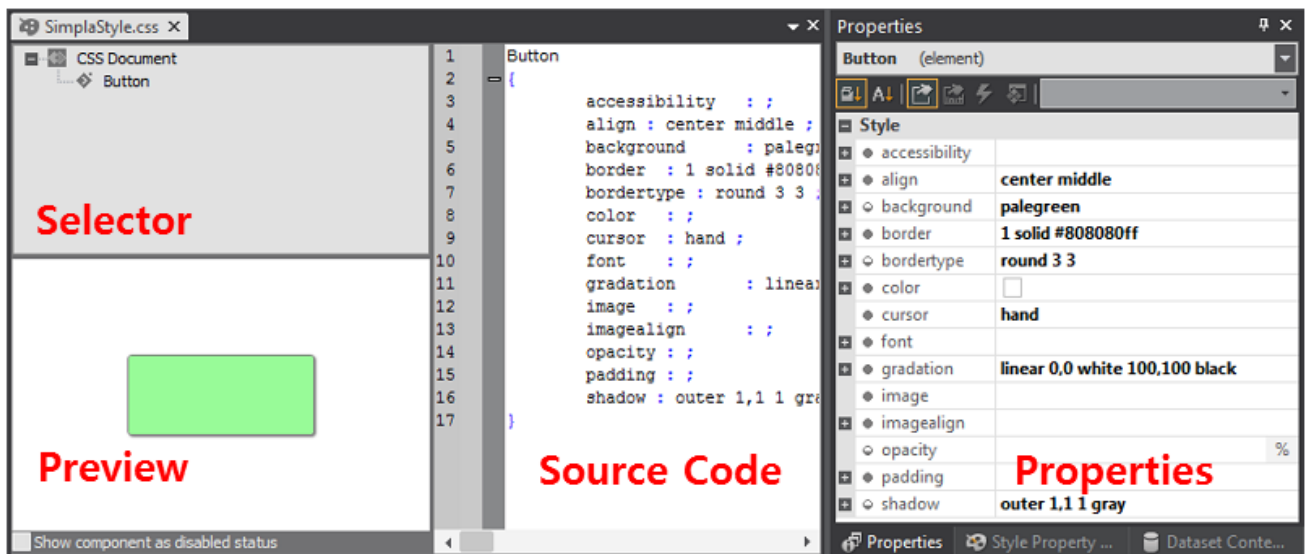 SimplaStyle.css
CSS Document
Button
Selector
Preview
Show component as disabled status
1 Button
2 {
3 accessibility : ;
4 align : center middle ;
5 background : palegr
6 border : 1 solid #80808
7 bordertype : round 3 3 ;
8 color : ;
9 cursor : hand ;
10 font : ;
11 gradation : linear
12 image : ;
13 imagealign : ;
14 opacity : ;
15 padding : ;
16 shadow : outer 1,1 1 gra
17 }
Source Code
Properties
Button (element)
Style
accessibility
align center middle
background palegreen
border 1 solid #808080ff
bordertype round 3 3
color
cursor hand
font
gradation linear 0,0 white 100,100 black
image
imagealign
opacity %
padding
Properties
shadow outer 1,1 1 gray
Properties Style Property ... Dataset Conte...